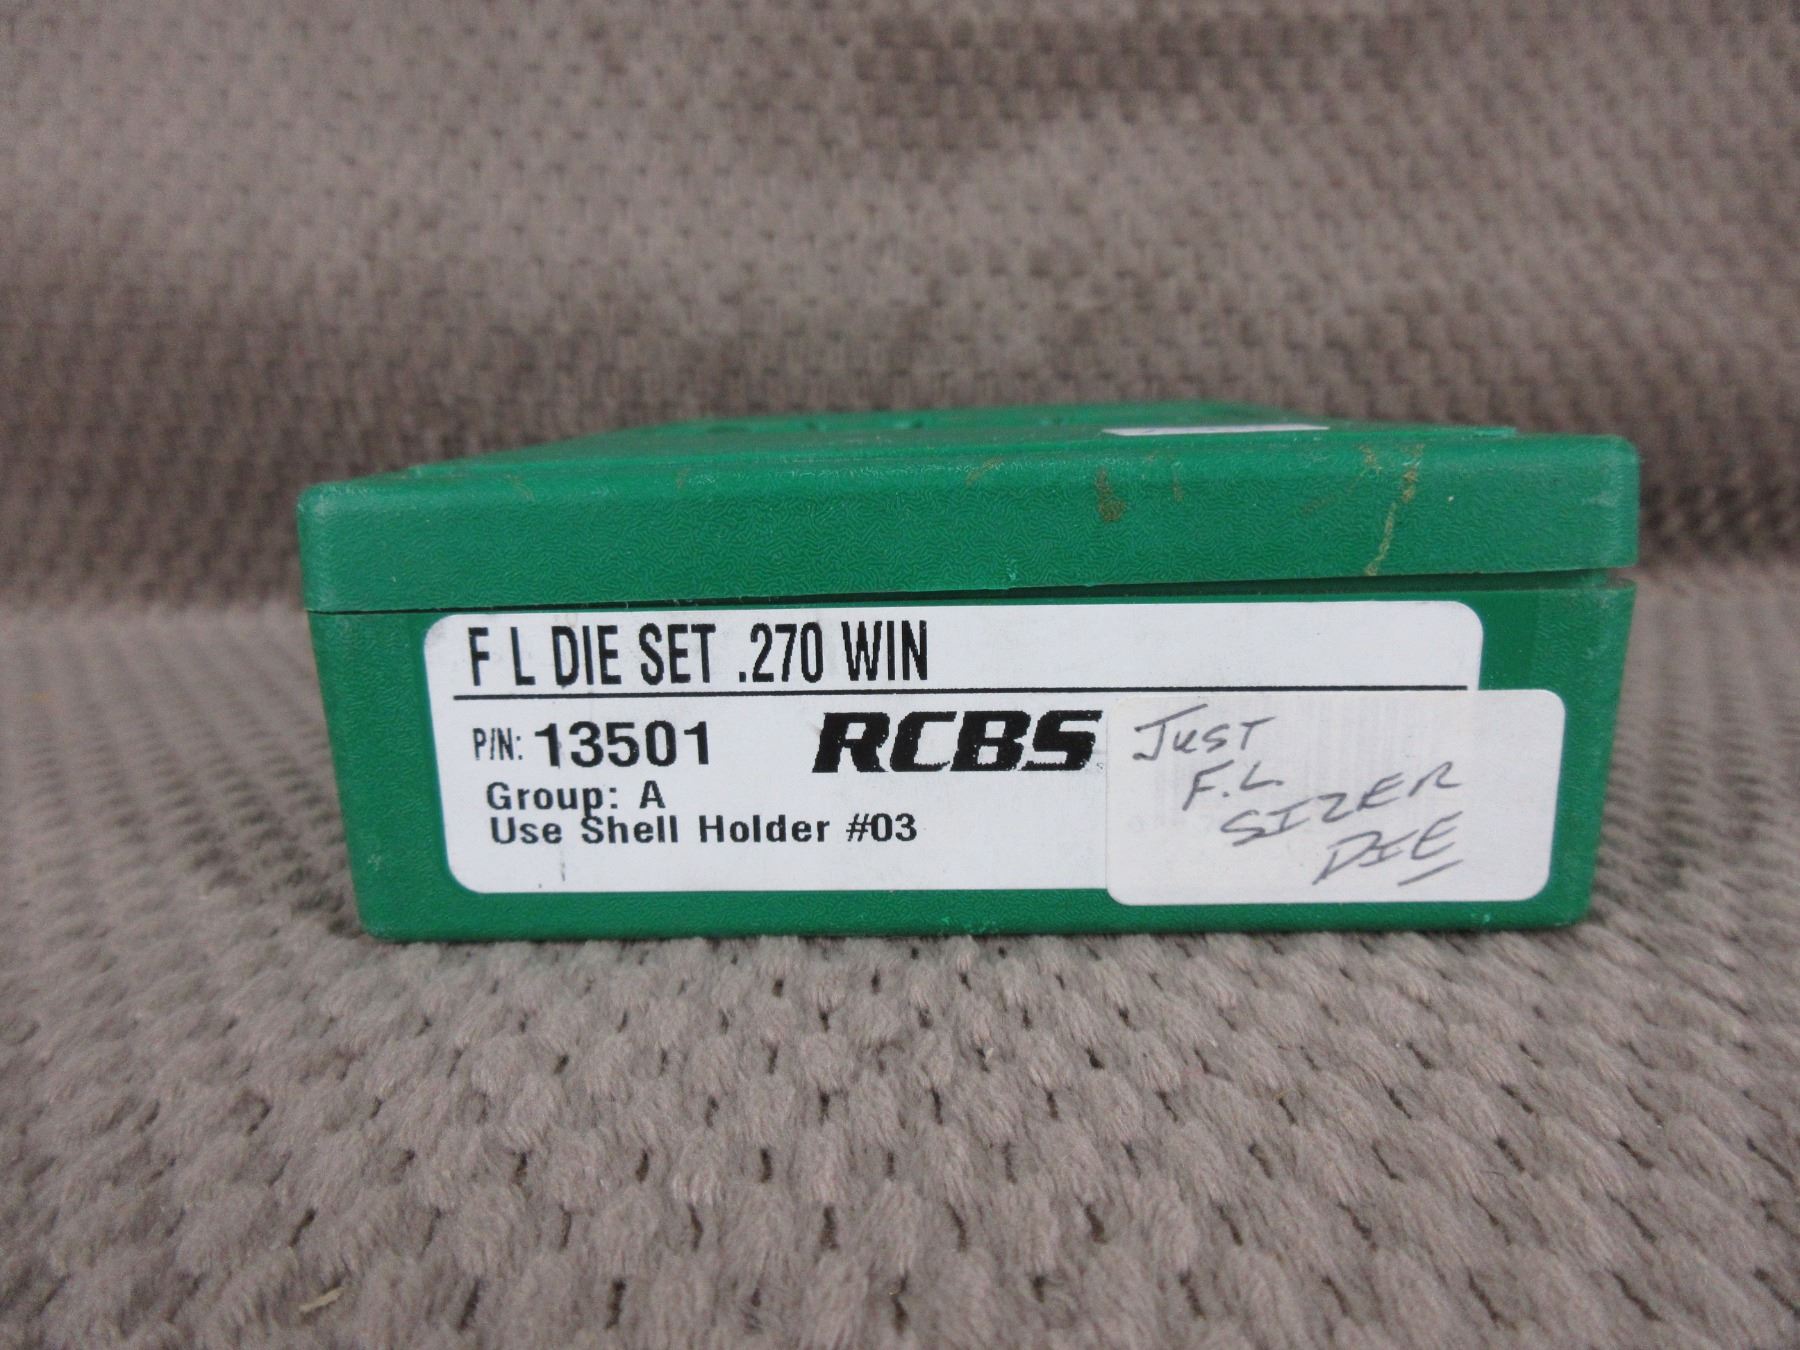 F L DIE SET .270 WIN
P/N: 13501
RCBS
Group: A
Use Shell Holder #03
JUST
F.L
SIZER
DIE